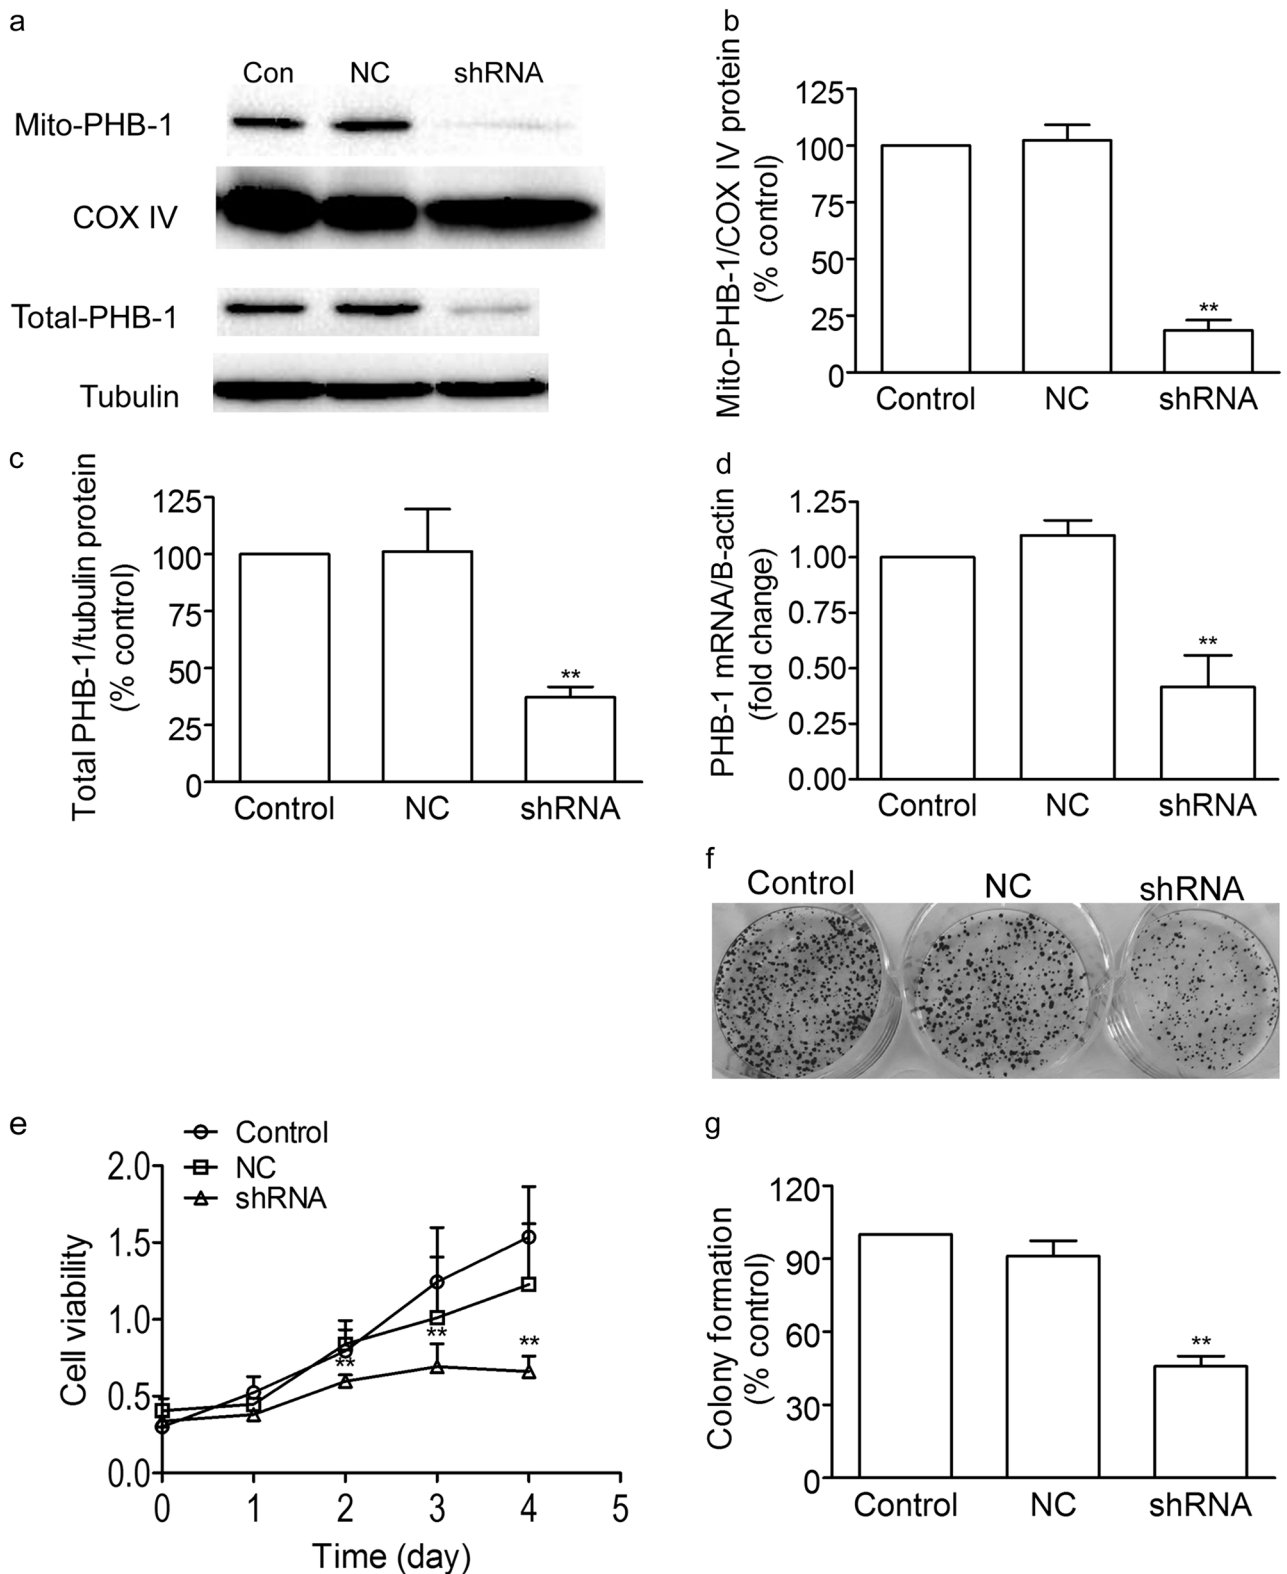 a
Con NC shRNA
Mito-PHB-1
COX IV
Total-PHB-1
Tubulin
b
Mito-PHB-1/COX IV protein
(% control)
125
100
75
50
25
0
**
Control NC shRNA
c
Total PHB-1/tubulin protein
(% control)
125
100
75
50
25
0
**
Control NC shRNA
d
PHB-1 mRNA/B-actin
(fold change)
1.25
1.00
0.75
0.50
0.25
0.00
**
Control NC shRNA
f
Control NC shRNA
e
Control
NC
shRNA
Cell viability
2.0
1.5
1.0
0.5
0.0
** ** **
0 1 2 3 4 5
Time (day)
g
Colony formation
(% control)
120
90
60
30
0
**
Control NC shRNA